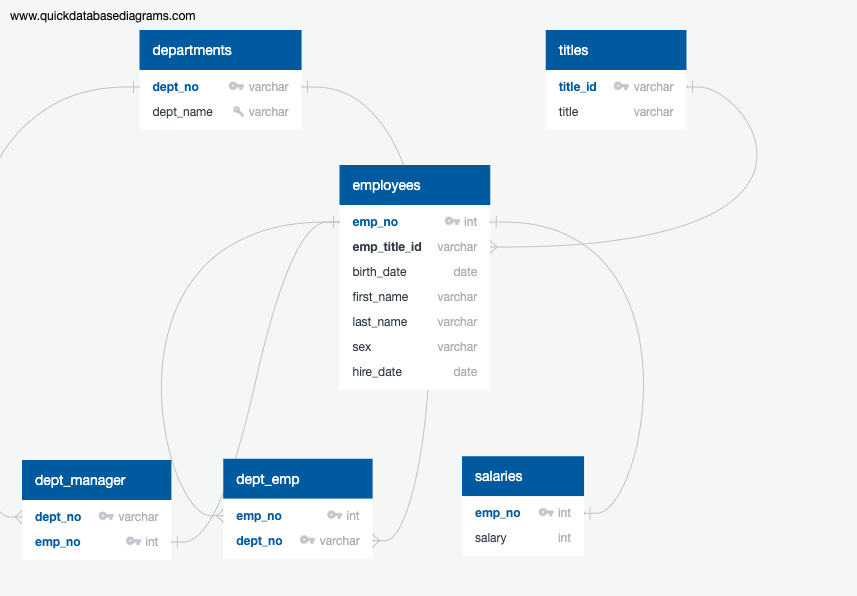 www.quickdatabasediagrams.com
departments
dept_no varchar
dept_name varchar
titles
title_id varchar
title varchar
employees
emp_no int
emp_title_id varchar
birth_date date
first_name varchar
last_name varchar
sex varchar
hire_date date
dept_manager
dept_no varchar
emp_no int
dept_emp
emp_no int
dept_no varchar
salaries
emp_no int
salary int